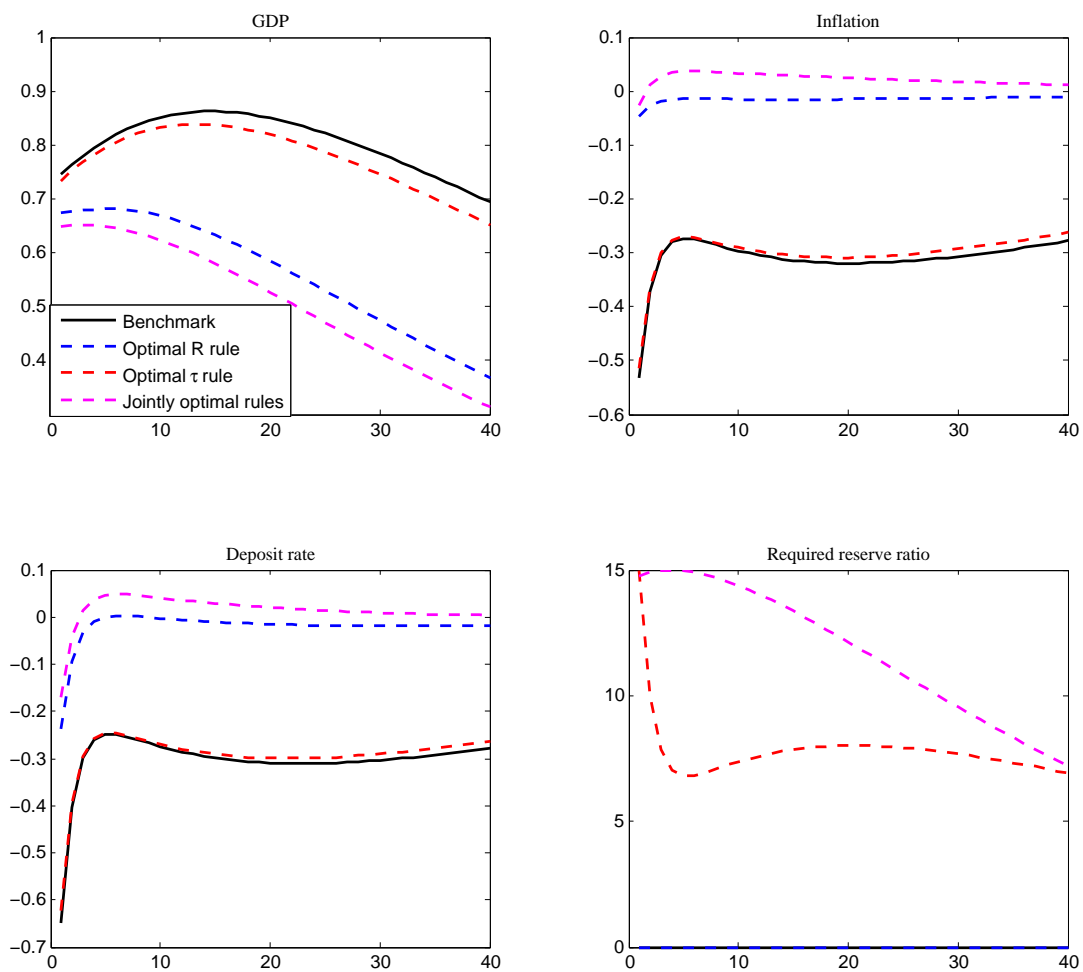 GDP
1
0.9
0.8
0.7
0.6
0.5
0.4
Benchmark
Optimal R rule
Optimal τ rule
Jointly optimal rules
0 10 20 30 40
Inflation
0.1
0
−0.1
−0.2
−0.3
−0.4
−0.5
−0.6
0 10 20 30 40
Deposit rate
0.1
0
−0.1
−0.2
−0.3
−0.4
−0.5
−0.6
−0.7
0 10 20 30 40
Required reserve ratio
15
10
5
0
0 10 20 30 40